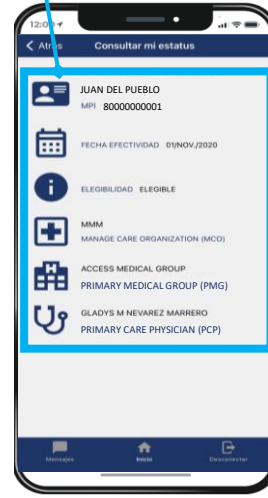 12:00
Atrás
Consultar mi estatus
JUAN DEL PUEBLO
MPI 80000000001
FECHA EFECTIVIDAD 01/NOV./2020
ELEGIBILIDAD ELEGIBLE
MMM
MANAGE CARE ORGANIZATION (MCO)
ACCESS MEDICAL GROUP
PRIMARY MEDICAL GROUP (PMG)
GLADYS M NEVAREZ MARRERO
PRIMARY CARE PHYSICIAN (PCP)
Mensajes
Inicio
Desconectar